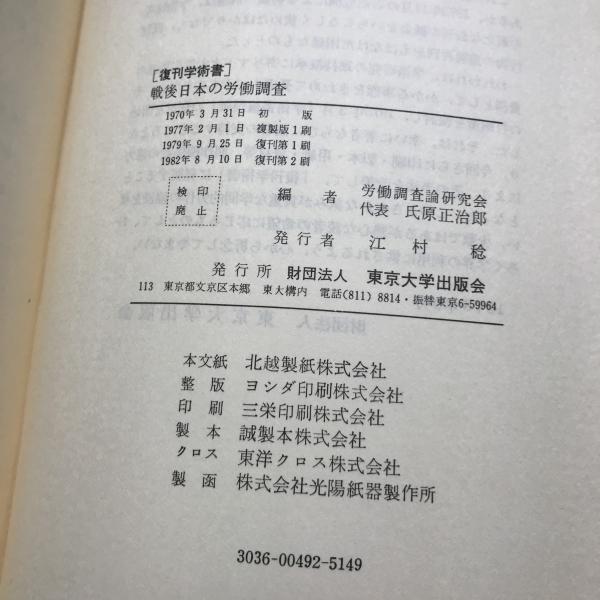 ［復刊学術書］
戦後日本の労働調査
1970年 3 月 31 日 初 版
1977年 2 月 1 日 複製版 1 刷
1979年 9 月 25 日 復刊第 1 刷
1982年 8 月 10 日 復刊第 2 刷
検 印
廃 止
編 者 労働調査論研究会
代表 氏原正治郎
発行者 江 村 稔
発行所 財団法人 東京大学出版会
113 東京都文京区本郷 東大構内 電話(811) 8814・振替東京6-59964
本文紙 北越製紙株式会社
整 版 ヨシダ印刷株式会社
印 刷 三栄印刷株式会社
製 本 誠製本株式会社
クロス 東洋クロス株式会社
製 函 株式会社光陽紙器製作所
3036-00492-5149